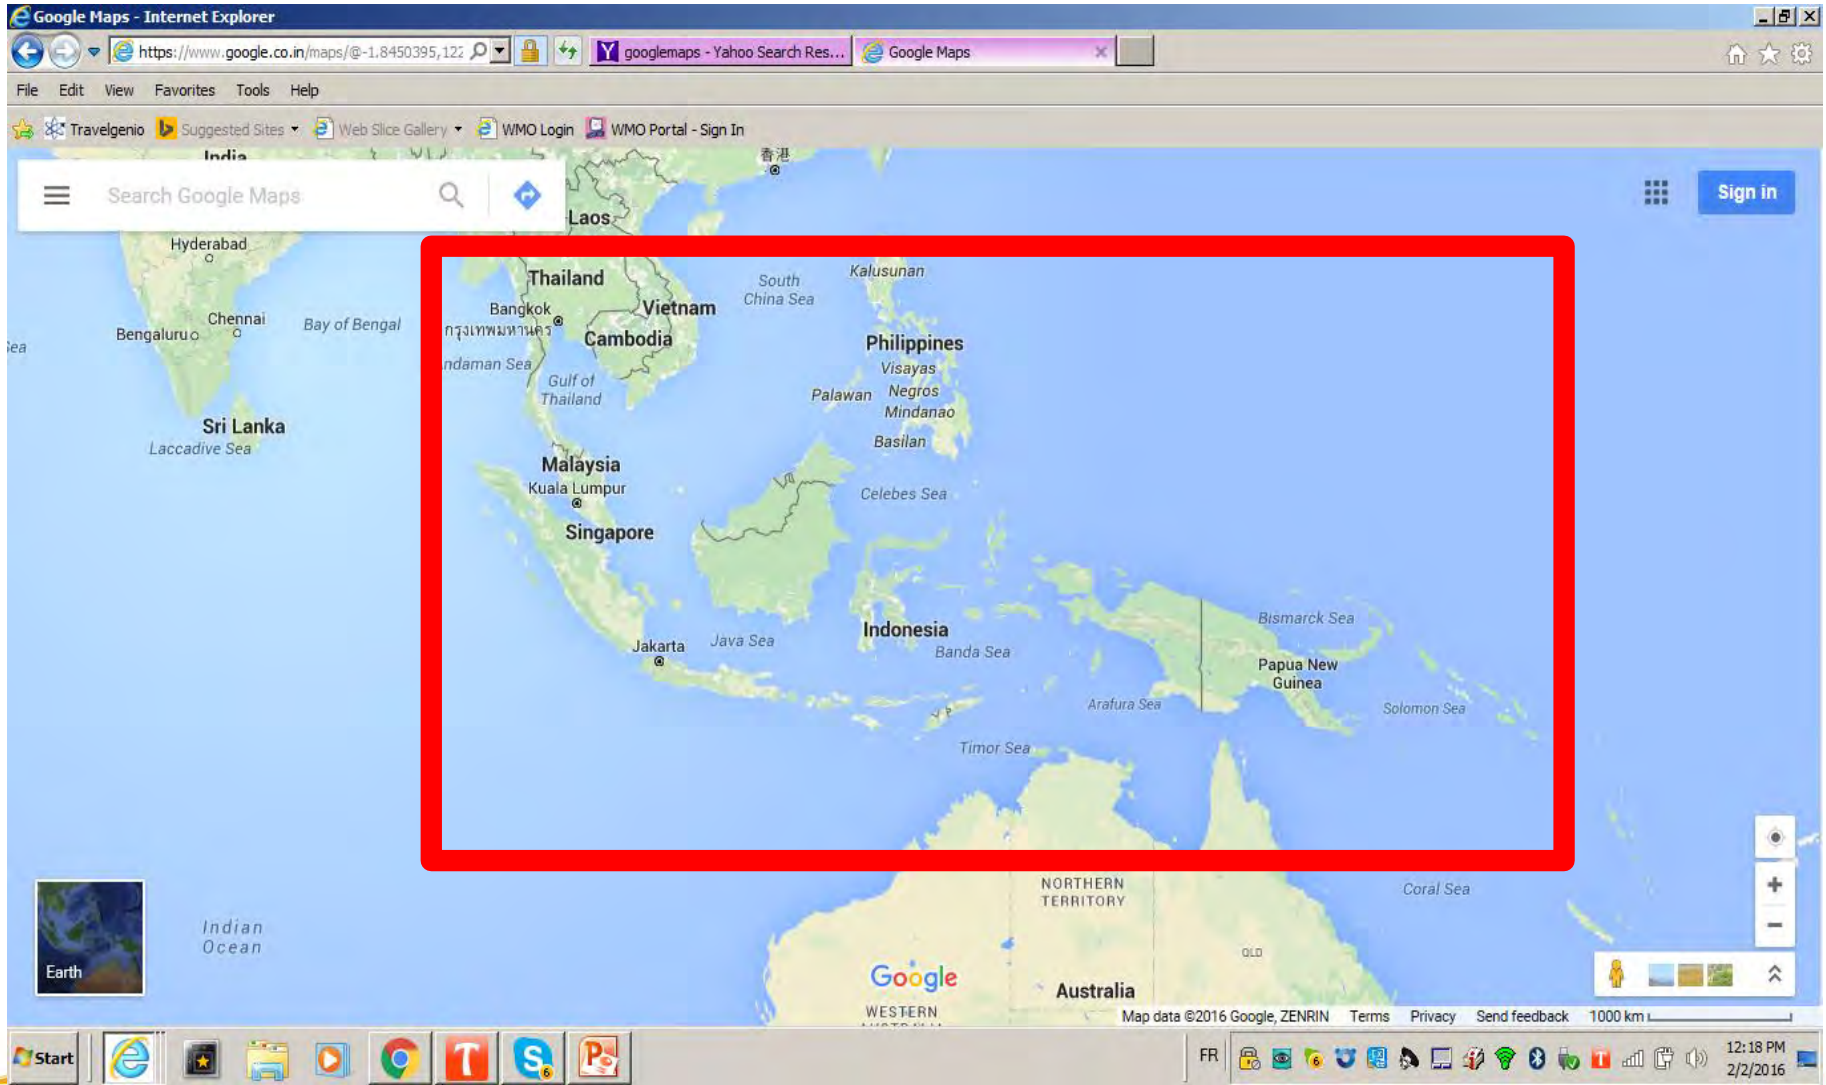 Google Maps - Internet Explorer
https://www.google.co.in/maps/@-1.8450395,122
googlemaps - Yahoo Search Res...
Google Maps
File Edit View Favorites Tools Help
Travelgenio Suggested Sites Web Slice Gallery WMO Login WMO Portal - Sign In
India
香港
Search Google Maps
Sign in
Laos
Hyderabad
Thailand
South
China Sea
Kalusunan
Bangkok
กรุงเทพมหานคร
Vietnam
Chennai
Bengaluru
Bay of Bengal
Cambodia
Philippines
ea
ndaman Sea
Visayas
Gulf of
Thailand
Palawan
Negros
Mindanao
Sri Lanka
Laccadive Sea
Basilan
Malaysia
Kuala Lumpur
Celebes Sea
Singapore
Bismarck Sea
Indonesia
Jakarta
Java Sea
Banda Sea
Papua New
Guinea
Arafura Sea
Solomon Sea
Timor Sea
NORTHERN
TERRITORY
Coral Sea
Indian
Ocean
QLD
Earth
Google
Australia
WESTERN
Map data ©2016 Google, ZENRIN Terms Privacy Send feedback 1000 km
Start
FR
12:18 PM
2/2/2016